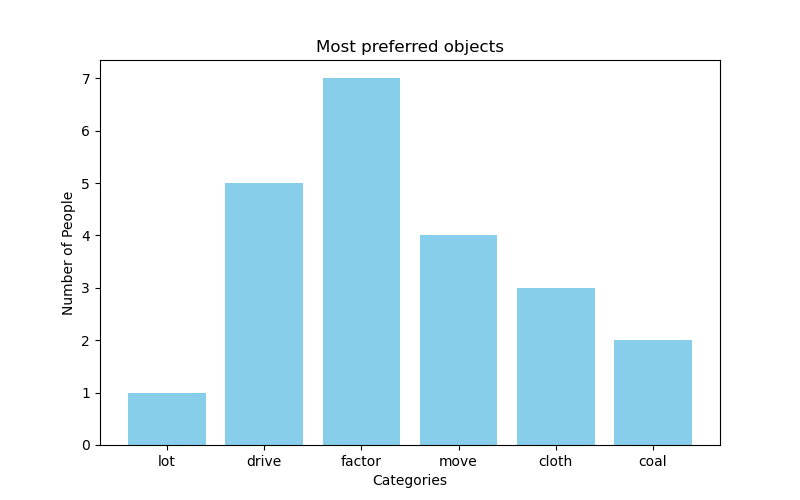 Most preferred objects
Number of People
7
6
5
4
3
2
1
0
lot drive factor move cloth coal
Categories